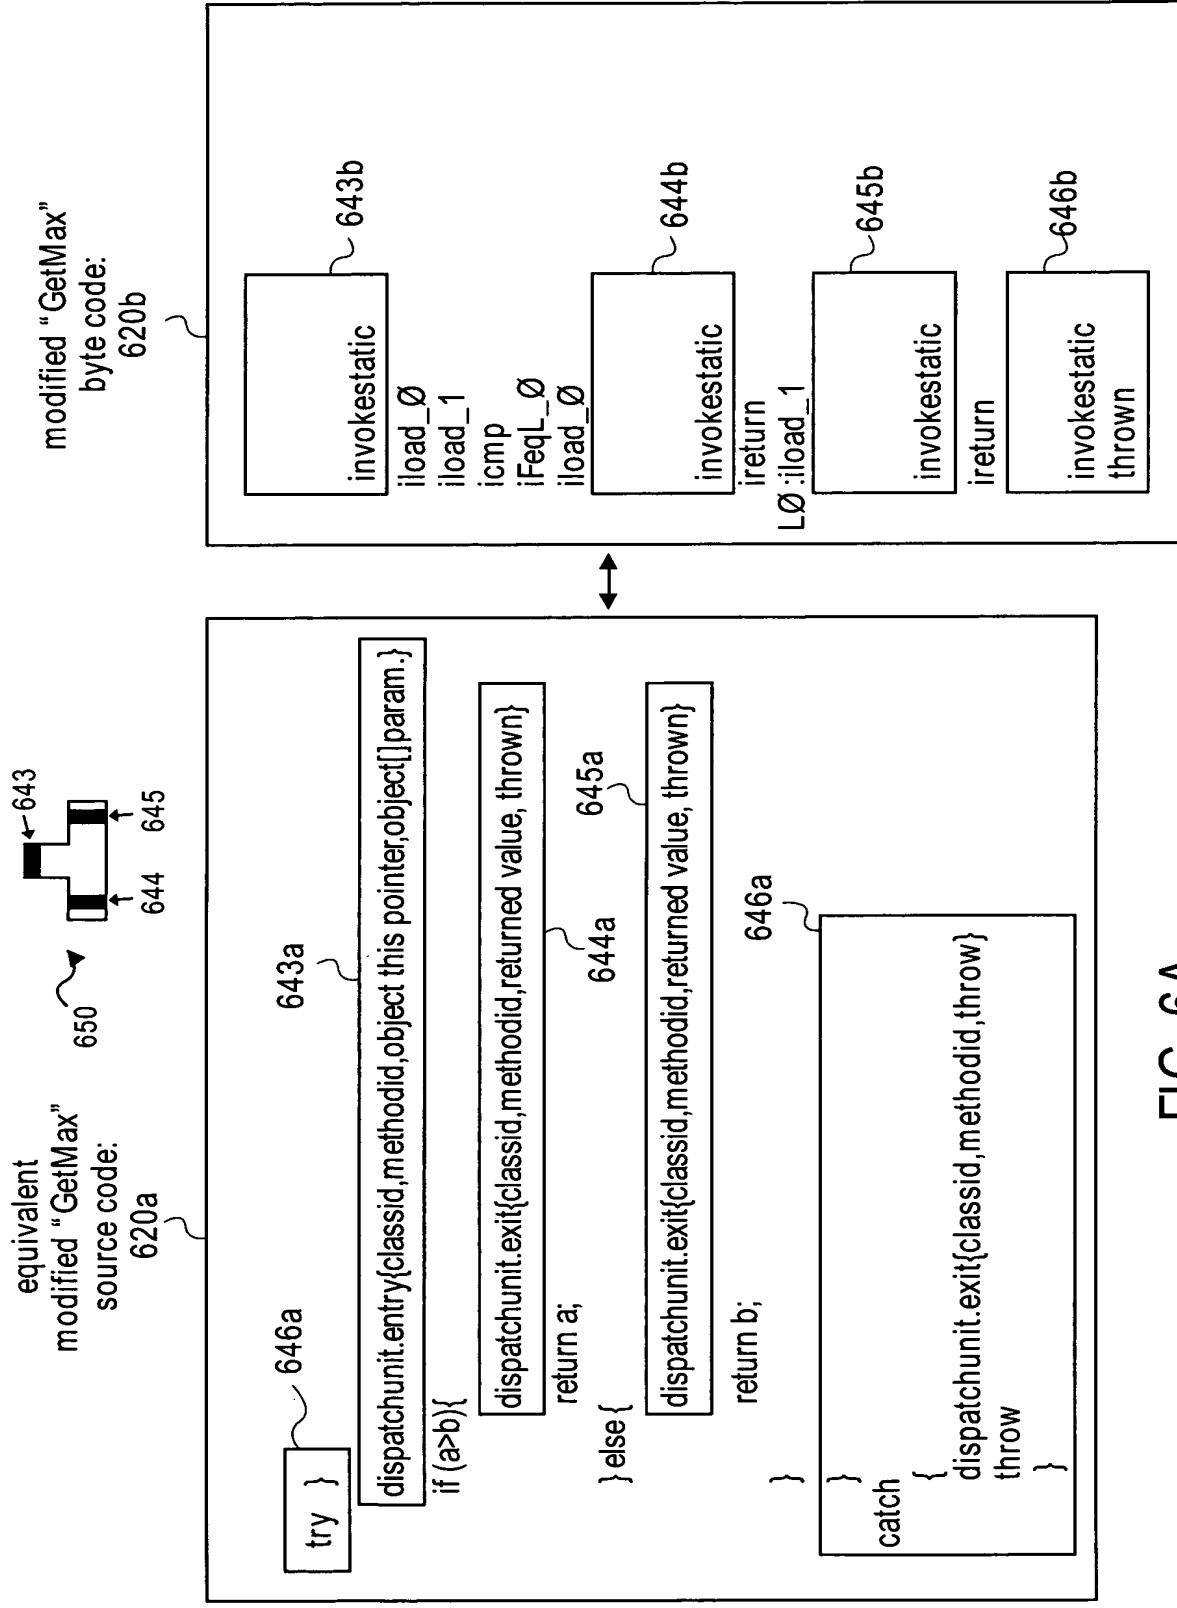 equivalent
modified "GetMax"
source code:
620a
650
643
644
645
646a
try }
643a
dispatchunit.entry{classid,methodid,object this pointer,object[]param.}
if (a>b){
dispatchunit.exit{classid,methodid,returned value, thrown}
644a
return a;
} else {
645a
dispatchunit.exit{classid,methodid,returned value, thrown}
return b;
}
646a
}
catch
{
dispatchunit.exit{classid,methodid,throw}
throw
}
modified "GetMax"
byte code:
620b
643b
invokestatic
iload_Ø
iload_1
icmp
iFeqL_Ø
iload_Ø
644b
invokestatic
ireturn
LØ :iload_1
645b
invokestatic
ireturn
646b
invokestatic
thrown
FIG. 6A